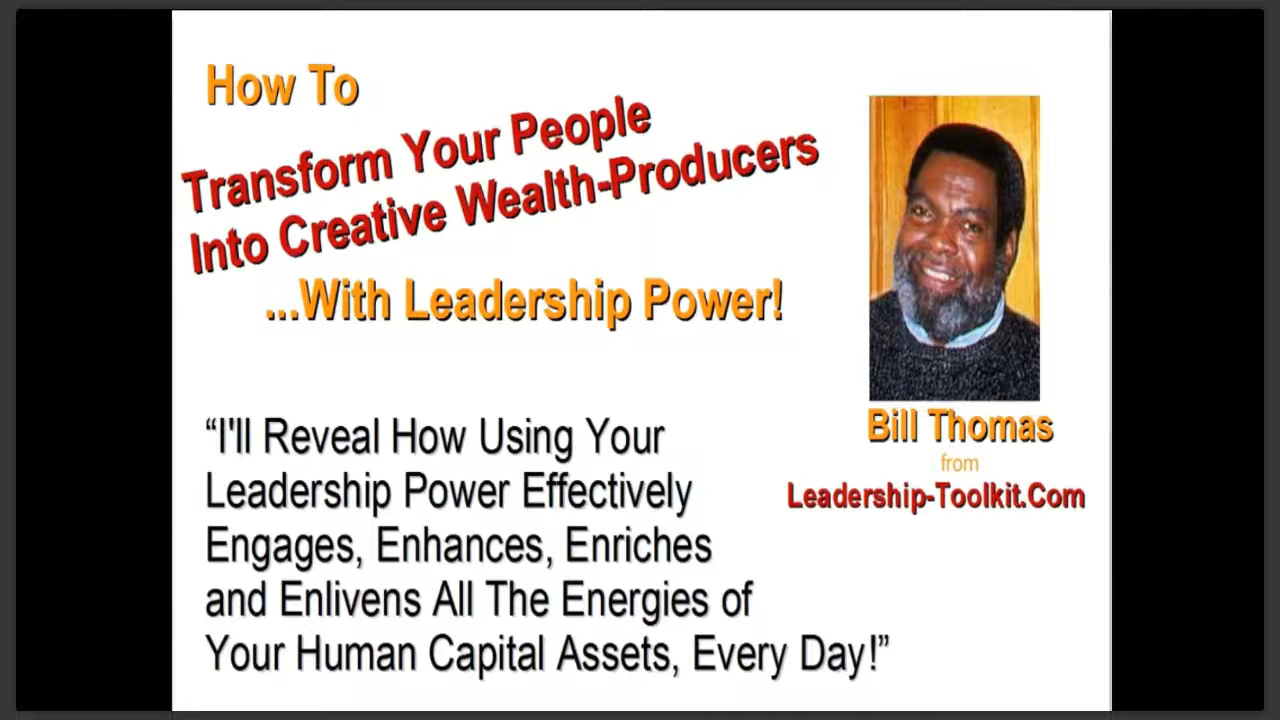 How To
Transform Your People
Into Creative Wealth-Producers
...With Leadership Power!
“I'll Reveal How Using Your
Leadership Power Effectively
Engages, Enhances, Enriches
and Enlivens All The Energies of
Your Human Capital Assets, Every Day!”
Bill Thomas
from
Leadership-Toolkit.Com